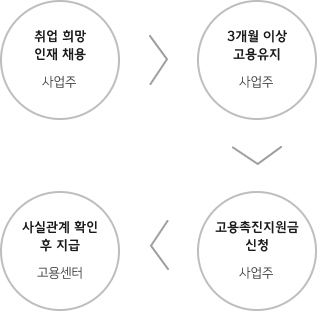 취업 희망
인재 채용
사업주
3개월 이상
고용유지
사업주
고용촉진지원금
신청
사업주
사실관계 확인
후 지급
고용센터